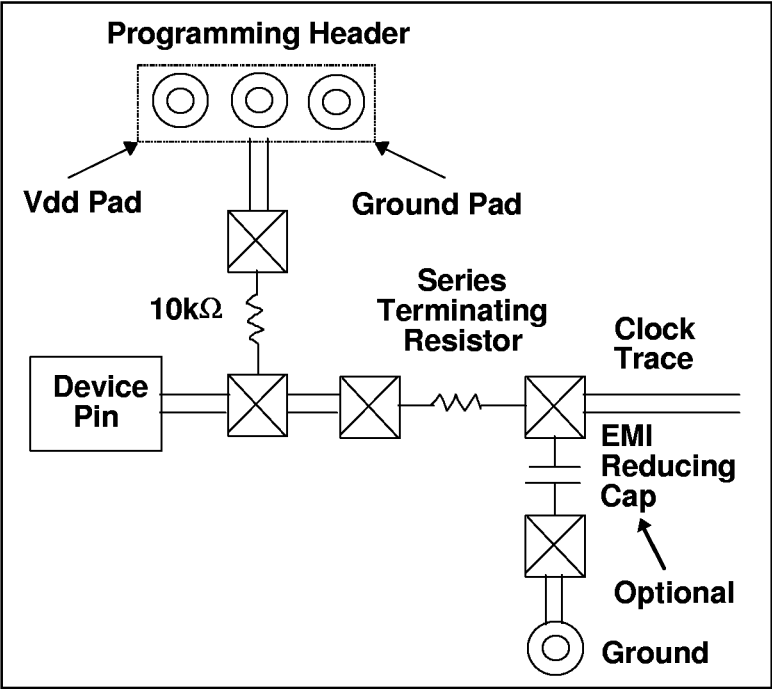 Programming Header
Vdd Pad
Ground Pad
10kΩ
Series
Terminating
Resistor
Clock
Trace
Device
Pin
EMI
Reducing
Cap
Optional
Ground